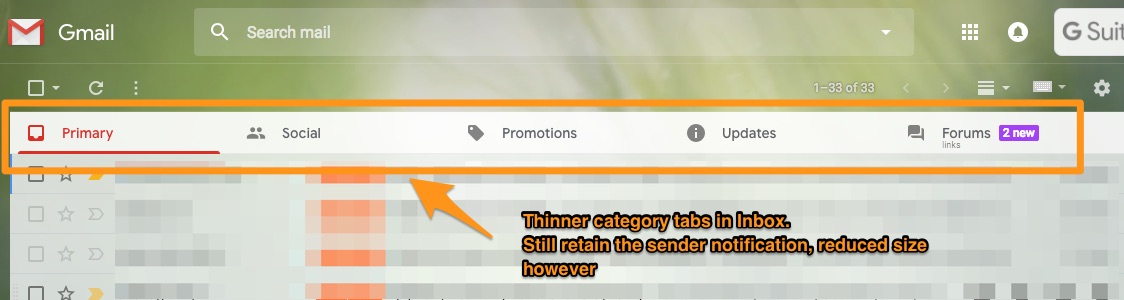 Gmail
Search mail
G Suit
1–33 of 33
Primary
Social
Promotions
Updates
Forums 2 new
links
Thinner category tabs in Inbox.
Still retain the sender notification, reduced size
however